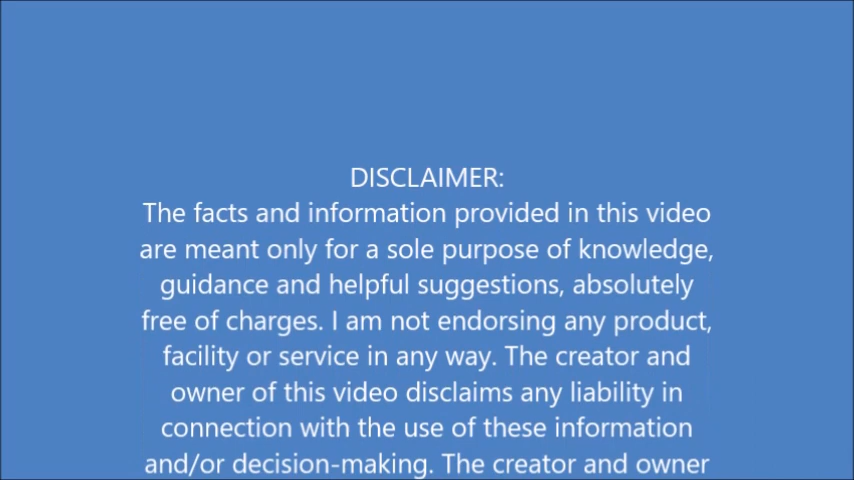 DISCLAIMER:
The facts and information provided in this video
are meant only for a sole purpose of knowledge,
guidance and helpful suggestions, absolutely
free of charges. I am not endorsing any product,
facility or service in any way. The creator and
owner of this video disclaims any liability in
connection with the use of these information
and/or decision-making. The creator and owner